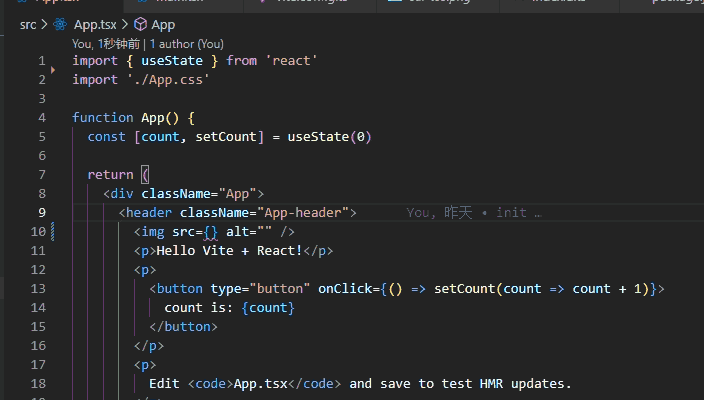 src > App.tsx > App
You, 1秒钟前 | 1 author (You)
1 import { useState } from 'react'
2 import './App.css'
3
4 function App() {
5 const [count, setCount] = useState(0)
6
7 return (
8 <div className="App">
9 <header className="App-header"> You, 昨天 • init …
10 <img src={} alt="" />
11 <p>Hello Vite + React!</p>
12 <p>
13 <button type="button" onClick={() => setCount(count => count + 1)}>
14 count is: {count}
15 </button>
16 </p>
17 <p>
18 Edit <code>App.tsx</code> and save to test HMR updates.